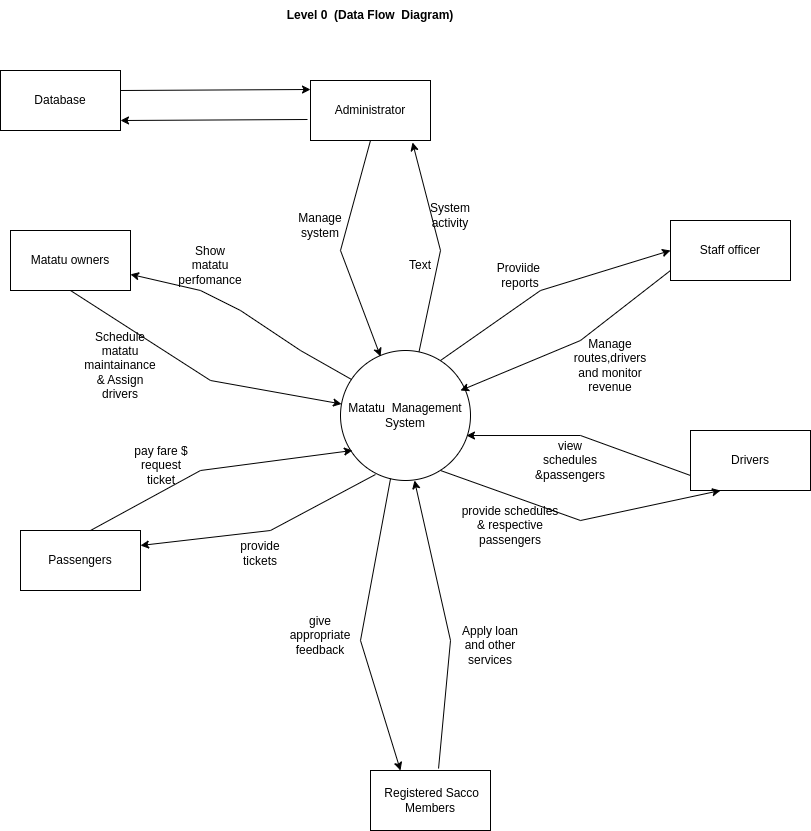 Level 0 (Data Flow Diagram)
Database
Administrator
Manage
system
System
activity
Text
Matatu owners
Show
matatu
perfomance
Proviide
reports
Staff officer
Schedule
matatu
maintainance
& Assign
drivers
Manage
routes,drivers
and monitor
revenue
Matatu Management
System
pay fare $
request
ticket
view
schedules
&passengers
Drivers
provide schedules
& respective
passengers
Passengers
provide
tickets
give
appropriate
feedback
Apply loan
and other
services
Registered Sacco
Members